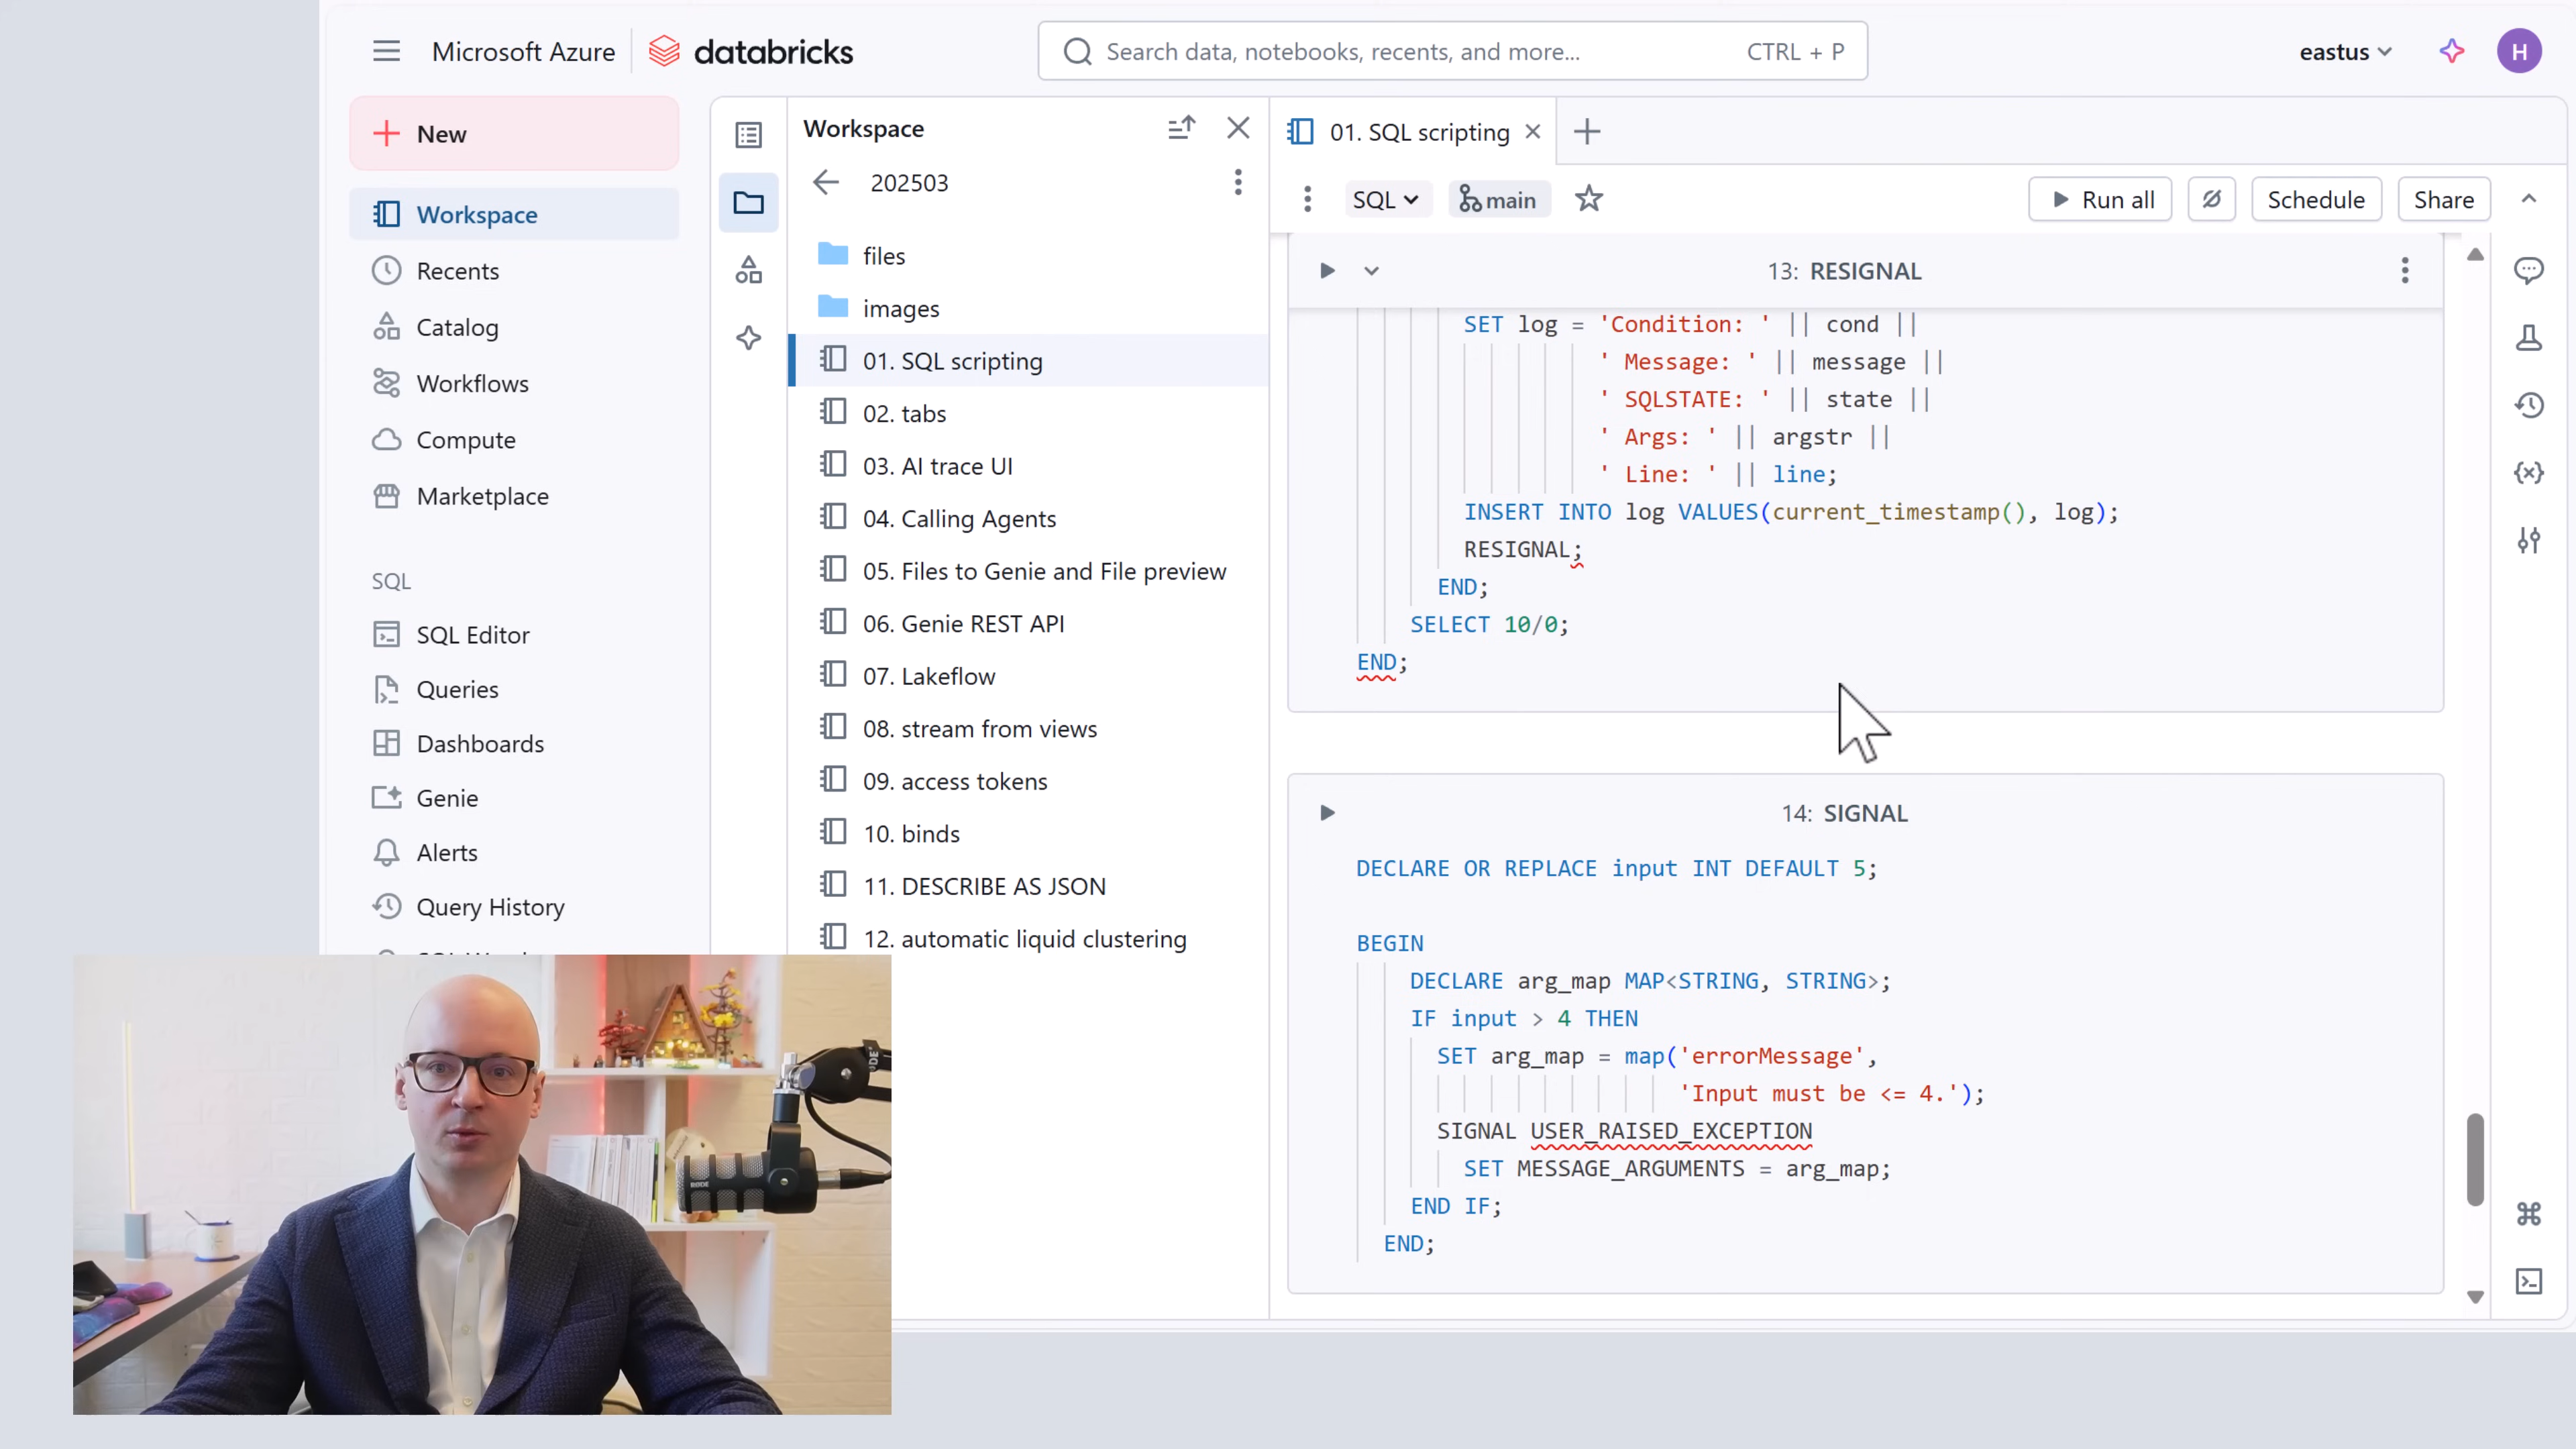 Microsoft Azure databricks
Search data, notebooks, recents, and more... CTRL + P
eastus
H
New
Workspace
Recents
Catalog
Workflows
Compute
Marketplace
SQL
SQL Editor
Queries
Dashboards
Genie
Alerts
Query History
Workspace
202503
files
images
01. SQL scripting
02. tabs
03. AI trace UI
04. Calling Agents
05. Files to Genie and File preview
06. Genie REST API
07. Lakeflow
08. stream from views
09. access tokens
10. binds
11. DESCRIBE AS JSON
12. automatic liquid clustering
01. SQL scripting
SQL main
Run all Schedule Share
13: RESIGNAL
SET log = 'Condition: ' || cond ||
' Message: ' || message ||
' SQLSTATE: ' || state ||
' Args: ' || argstr ||
' Line: ' || line;
INSERT INTO log VALUES(current_timestamp(), log);
RESIGNAL;
END;
SELECT 10/0;
END;
14: SIGNAL
DECLARE OR REPLACE input INT DEFAULT 5;
BEGIN
DECLARE arg_map MAP<STRING, STRING>;
IF input > 4 THEN
SET arg_map = map('errorMessage',
'Input must be <= 4.');
SIGNAL USER_RAISED_EXCEPTION
SET MESSAGE_ARGUMENTS = arg_map;
END IF;
END;
RØDE